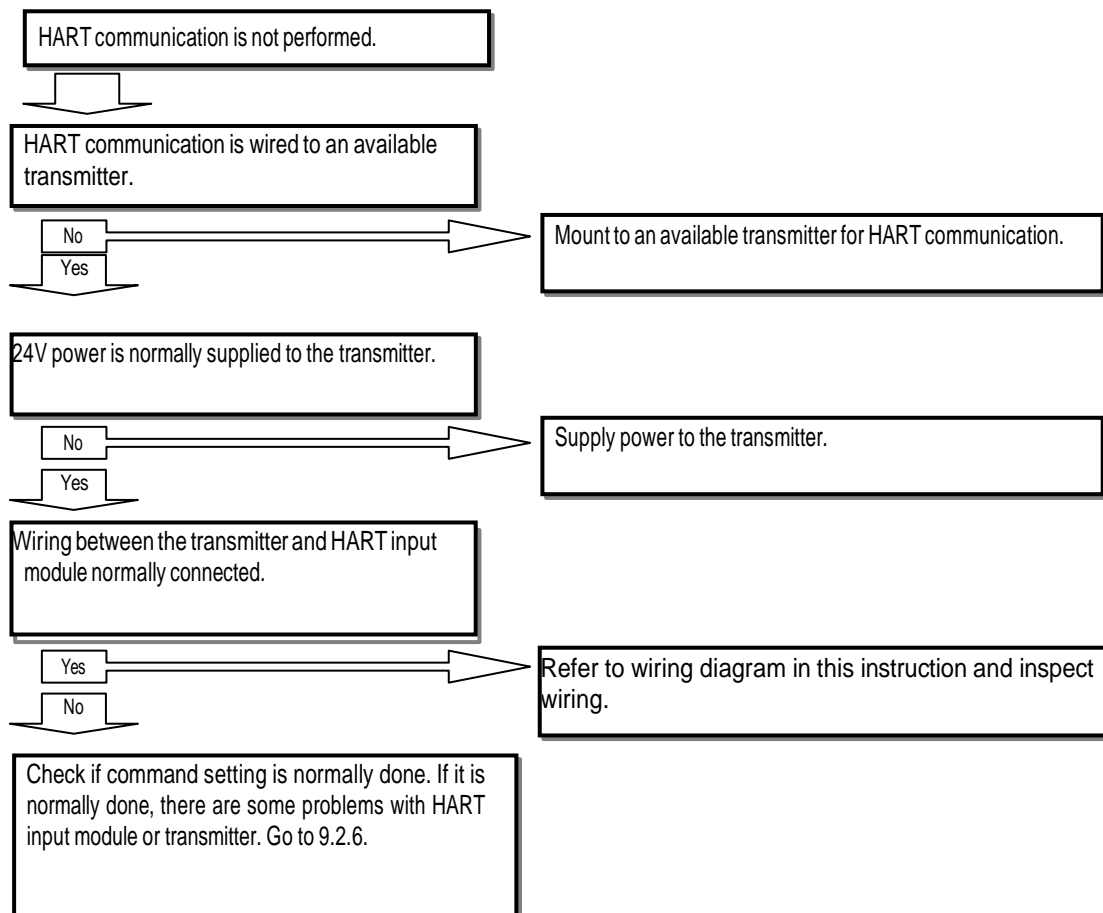 HART communication is not performed.
HART communication is wired to an available
transmitter.
No
Mount to an available transmitter for HART communication.
Yes
24V power is normally supplied to the transmitter.
No
Supply power to the transmitter.
Yes
Wiring between the transmitter and HART input
module normally connected.
Yes
Refer to wiring diagram in this instruction and inspect
wiring.
No
Check if command setting is normally done. If it is
normally done, there are some problems with HART
input module or transmitter. Go to 9.2.6.